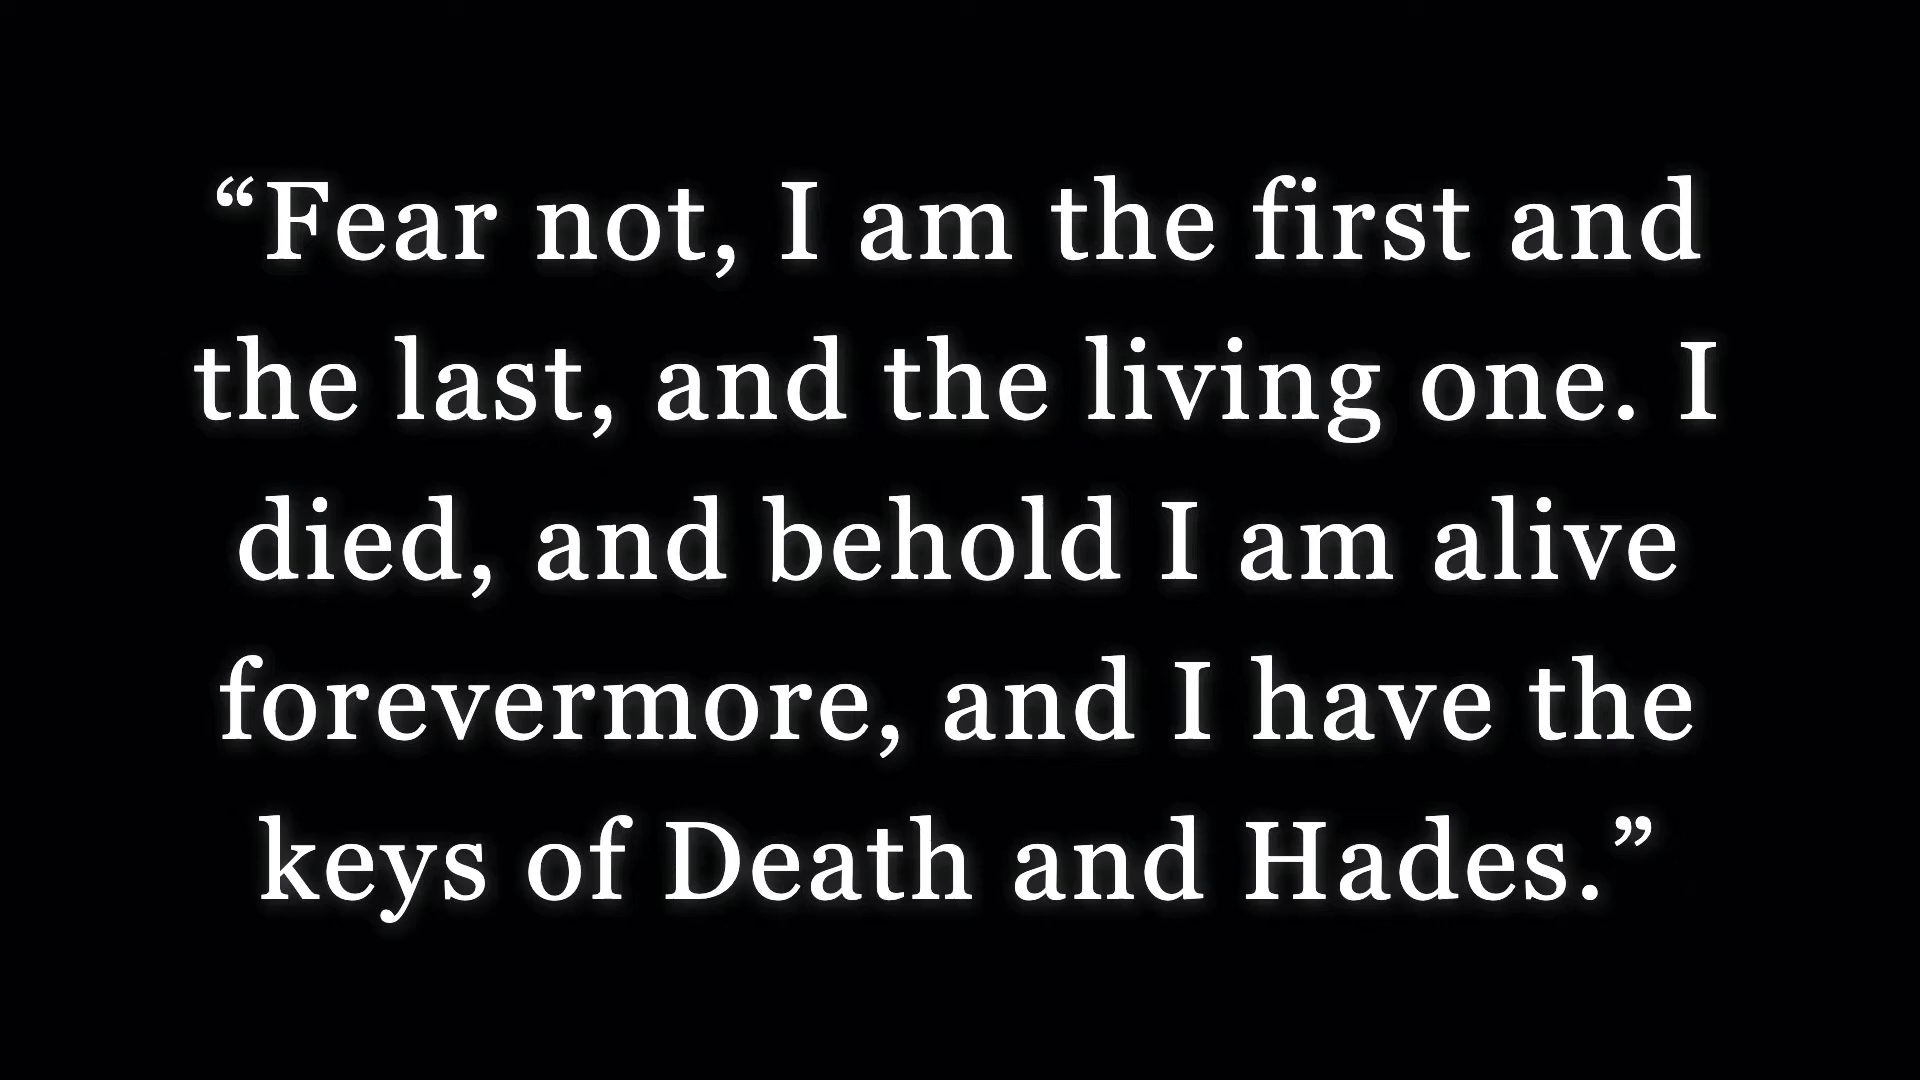 “Fear not, I am the first and
the last, and the living one. I
died, and behold I am alive
forevermore, and I have the
keys of Death and Hades.”